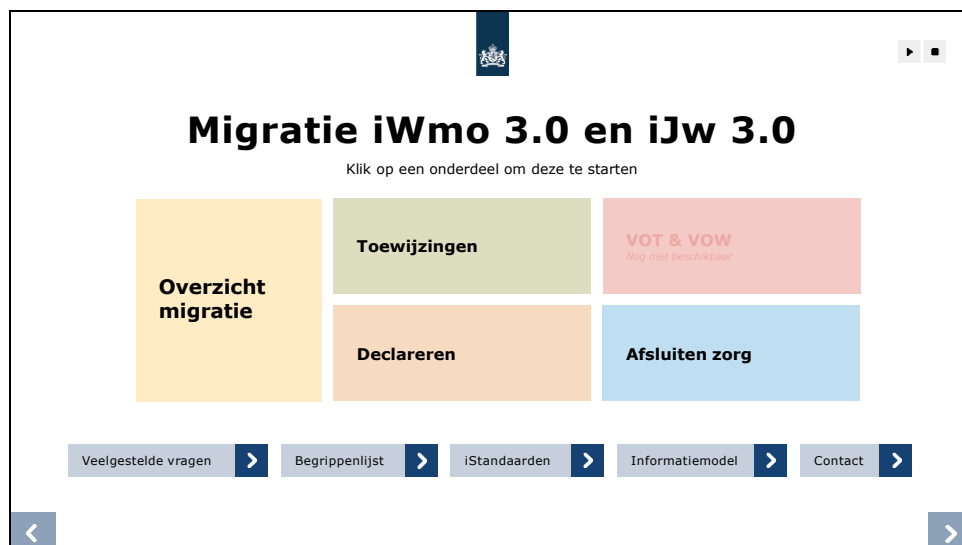 Migratie iWmo 3.0 en iJw 3.0
Klik op een onderdeel om deze te starten
Overzicht
migratie
Toewijzingen
VOT & VOW
Nog niet beschikbaar
Declareren
Afsluiten zorg
Veelgestelde vragen
Begrippenlijst
iStandaarden
Informatiemodel
Contact